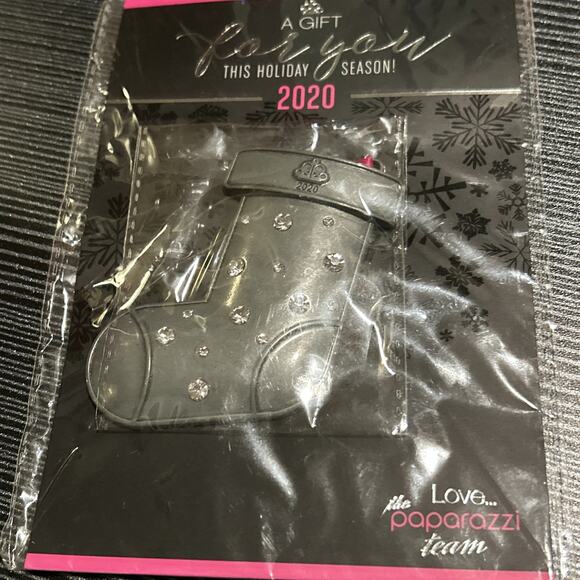 A GIFT
for you
THIS HOLIDAY SEASON!
2020
2020
Love...
the
paparazzi
team